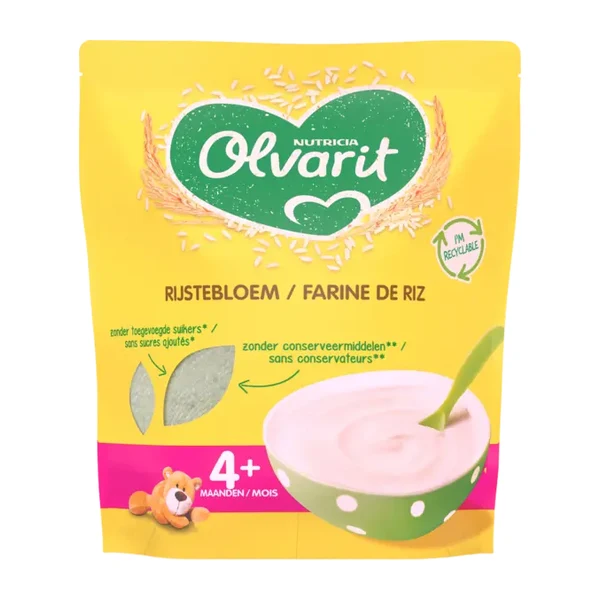 NUTRICIA
Olvarit
I'M
RECYCLABLE
RIJSTEBLOEM / FARINE DE RIZ
zonder toegevoegde suikers* /
sans sucres ajoutés*
zonder conserveermiddelen** /
sans conservateurs**
4+
MAANDEN / MOIS